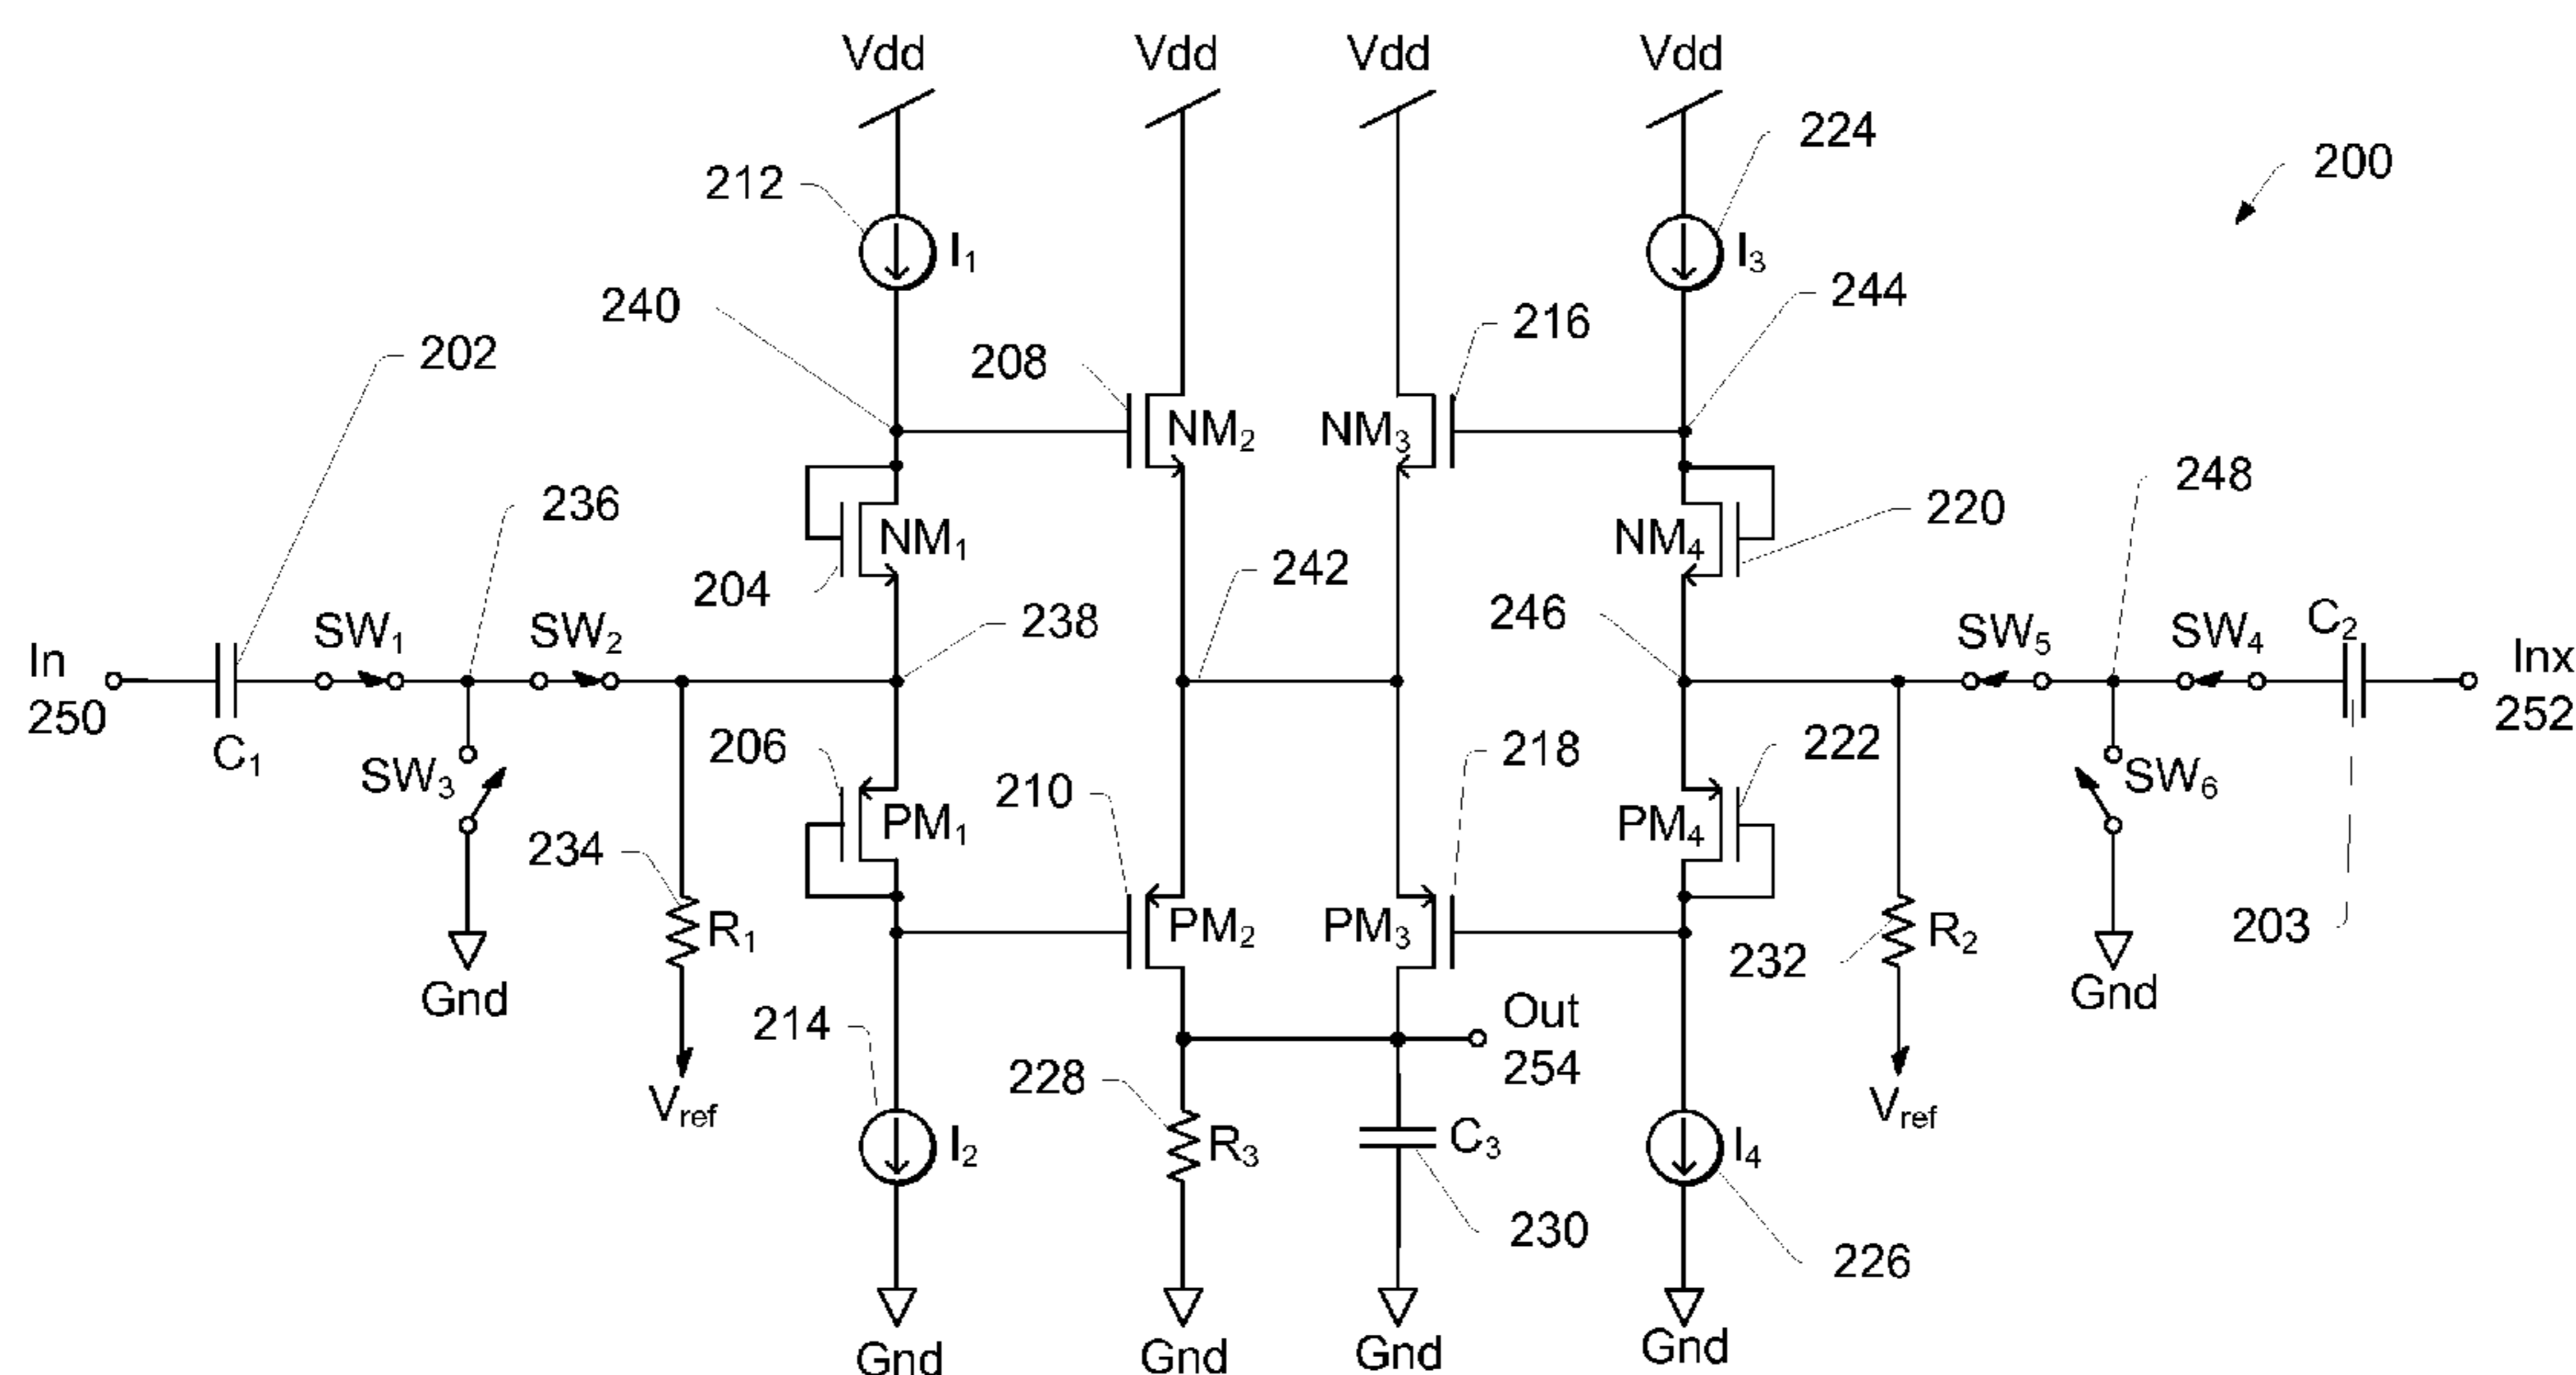 Vdd Vdd Vdd Vdd
212 I1 224 I3 200
240 208 216 244
202 NM2 NM3
236 NM1 NM4 220 248
204 242
In SW1 SW2 238 246 SW5 SW4 C2 Inx
250 252
C1 SW3 206 PM1 210 218 PM4 222 SW6
234 R1 PM2 PM3 232 R2 203
Gnd Gnd
214 Out
254
Vref 228 Vref
I2 R3 C3 I4
230 226
Gnd Gnd Gnd Gnd